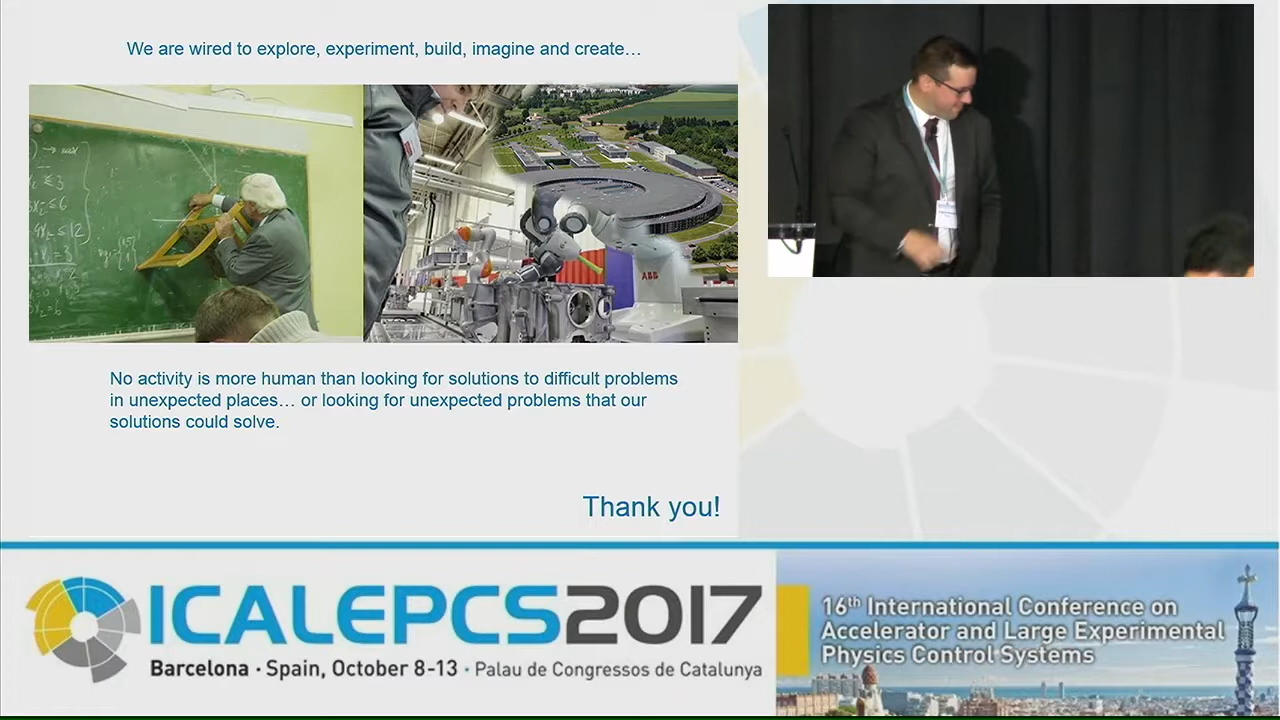 We are wired to explore, experiment, build, imagine and create…
ABB
No activity is more human than looking for solutions to difficult problems
in unexpected places… or looking for unexpected problems that our
solutions could solve.
Thank you!
ICALEPCS2017
Barcelona · Spain, October 8-13 · Palau de Congressos de Catalunya
16th International Conference on
Accelerator and Large Experimental
Physics Control Systems